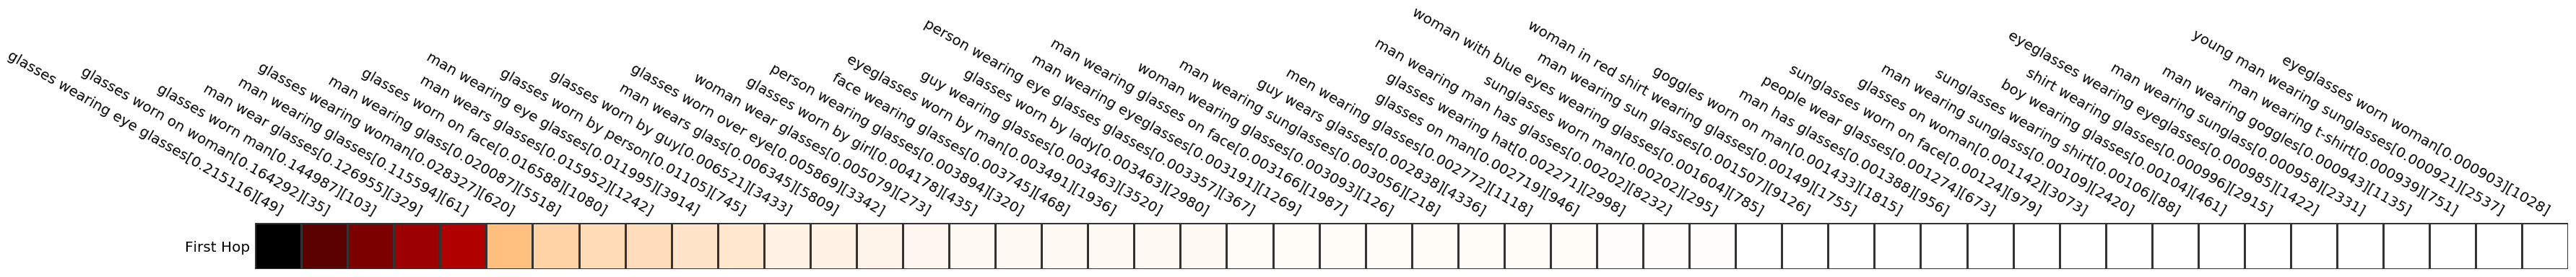 glasses wearing eye glasses[0.215116][49]
glasses worn on woman[0.164292][35]
glasses worn man[0.144987][103]
man wear glasses[0.126955][329]
man wearing glasses[0.115594][61]
glasses wearing woman[0.028327][620]
man wearing glass[0.02087][5518]
glasses worn on face[0.016588][1080]
man wears glasses[0.015952][1242]
man wearing eye glasses[0.011995][3914]
glasses worn by person[0.01105][745]
glasses worn by guy[0.006521][3433]
man wears glass[0.006345][5809]
glasses worn over eye[0.005869][3342]
woman wear glasses[0.005079][273]
glasses worn by girl[0.004178][435]
person wearing glasses[0.003894][320]
face wearing glasses[0.003745][468]
eyeglasses worn by man[0.003491][1936]
guy wearing glasses[0.003463][3520]
glasses worn by lady[0.003463][2980]
person wearing eye glasses glasses[0.003357][367]
man wearing eyeglasses[0.003191][1269]
man wearing glasses on face[0.003166][1987]
woman wearing glasses[0.003093][126]
man wearing sunglasses[0.003056][218]
guy wears glasses[0.002838][4336]
men wearing glasses[0.002772][1118]
glasses on man[0.002719][946]
glasses wearing hat[0.002271][2998]
man wearing man has glasses[0.00202][8232]
sunglasses worn man[0.00202][295]
woman with blue eyes wearing glasses[0.001604][785]
man wearing sun glasses[0.001507][9126]
woman in red shirt wearing glasses[0.00149][1755]
goggles worn on man[0.001433][1815]
man has glasses[0.001388][956]
people wear glasses[0.001274][673]
sunglasses worn on face[0.00124][979]
glasses on woman[0.001142][3073]
man wearing sunglasss[0.00109][2420]
sunglasses wearing shirt[0.00106][88]
boy wearing glasses[0.00104][461]
shirt wearing glasses[0.000996][2915]
eyeglasses wearing eyeglasses[0.000985][1422]
man wearing sunglass[0.000958][2331]
man wearing goggles[0.000943][1135]
man wearing t-shirt[0.000939][751]
young man wearing sunglasses[0.000921][2537]
eyeglasses worn woman[0.000903][1028]
First Hop